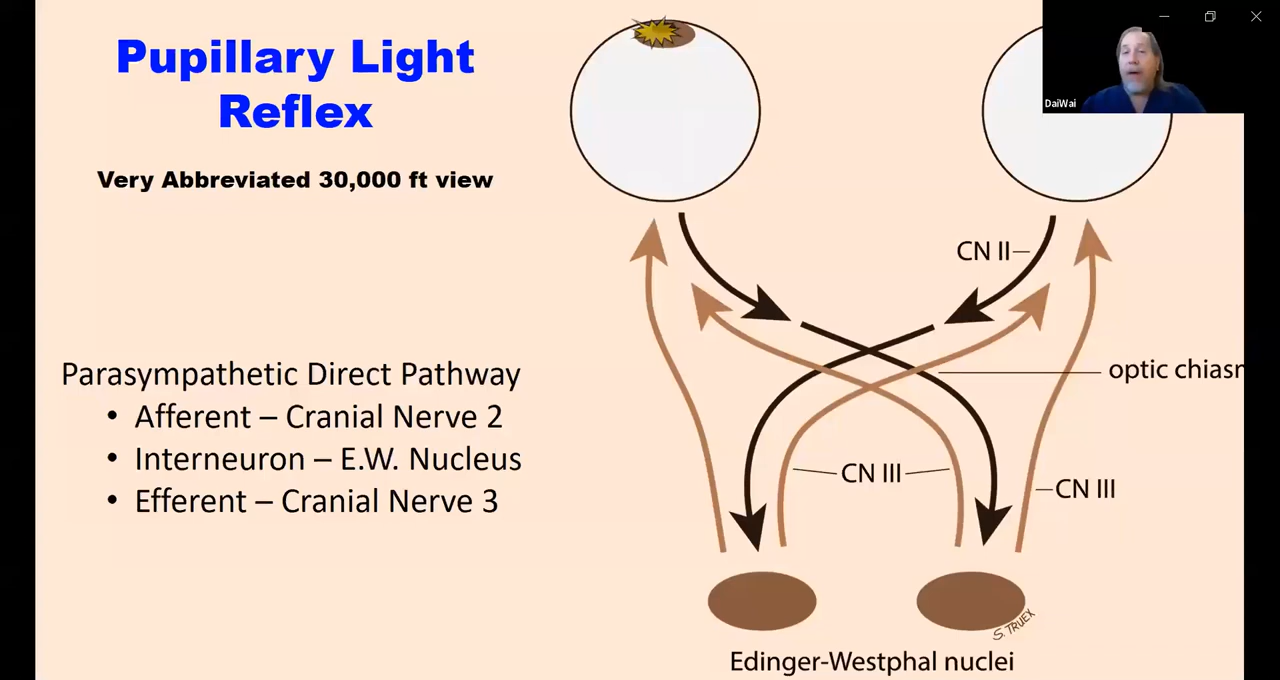 Pupillary Light
Reflex
Very Abbreviated 30,000 ft view
Parasympathetic Direct Pathway
• Afferent – Cranial Nerve 2
• Interneuron – E.W. Nucleus
• Efferent – Cranial Nerve 3
DaiWai
CN II
optic chiasm
CN III
CN III
S. TRUEX
Edinger-Westphal nuclei